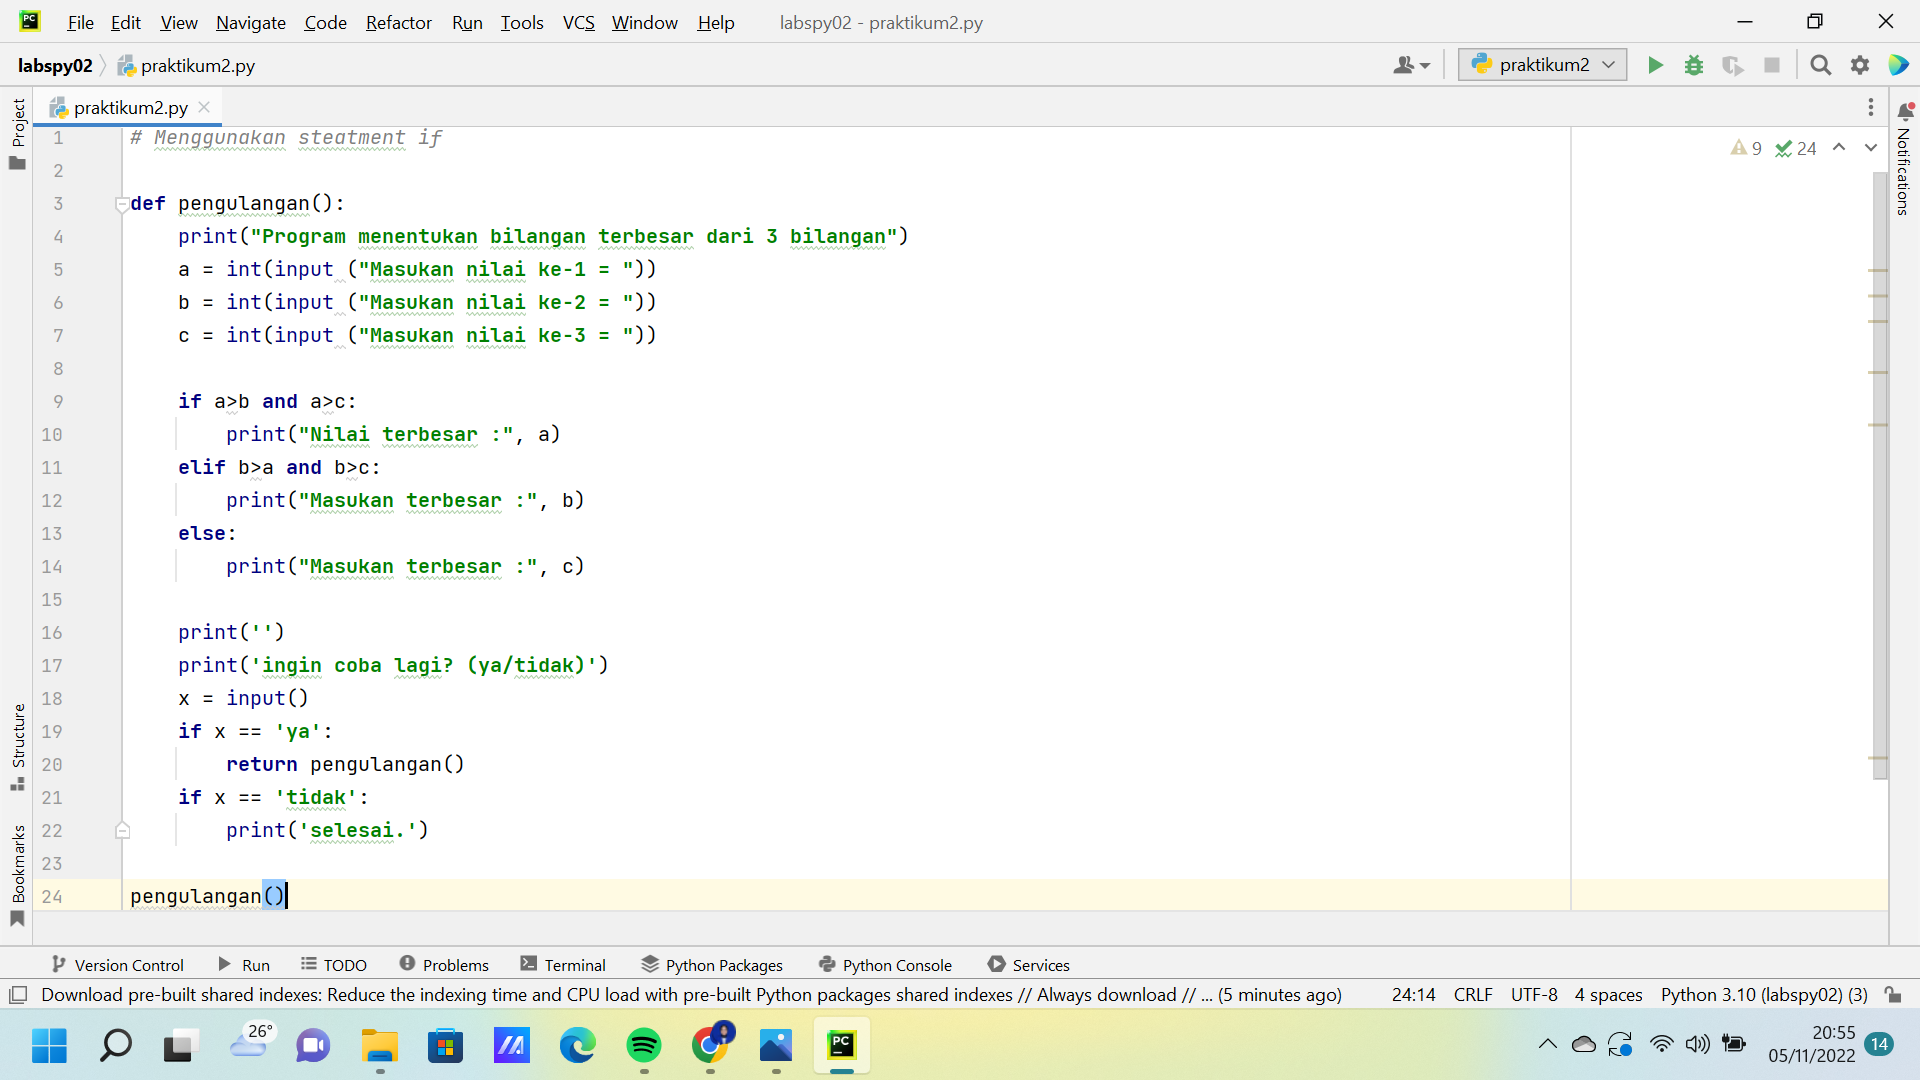 File Edit View Navigate Code Refactor Run Tools VCS Window Help labspy02 - praktikum2.py
labspy02 praktikum2.py praktikum2
Project praktikum2.py
9 24
Notifications
1 # Menggunakan steatment if
2
3 def pengulangan():
4 print("Program menentukan bilangan terbesar dari 3 bilangan")
5 a = int(input ("Masukan nilai ke-1 = "))
6 b = int(input ("Masukan nilai ke-2 = "))
7 c = int(input ("Masukan nilai ke-3 = "))
8
9 if a>b and a>c:
10 print("Nilai terbesar :", a)
11 elif b>a and b>c:
12 print("Masukan terbesar :", b)
13 else:
14 print("Masukan terbesar :", c)
15
16 print('')
17 print('ingin coba lagi? (ya/tidak)')
18 x = input()
19 if x == 'ya':
20 return pengulangan()
21 if x == 'tidak':
22 print('selesai.')
23
24 pengulangan()
Structure
Bookmarks
Version Control Run TODO Problems Terminal Python Packages Python Console Services
Download pre-built shared indexes: Reduce the indexing time and CPU load with pre-built Python packages shared indexes // Always download // ... (5 minutes ago) 24:14 CRLF UTF-8 4 spaces Python 3.10 (labspy02) (3)
26° PC 20:55
05/11/2022 14